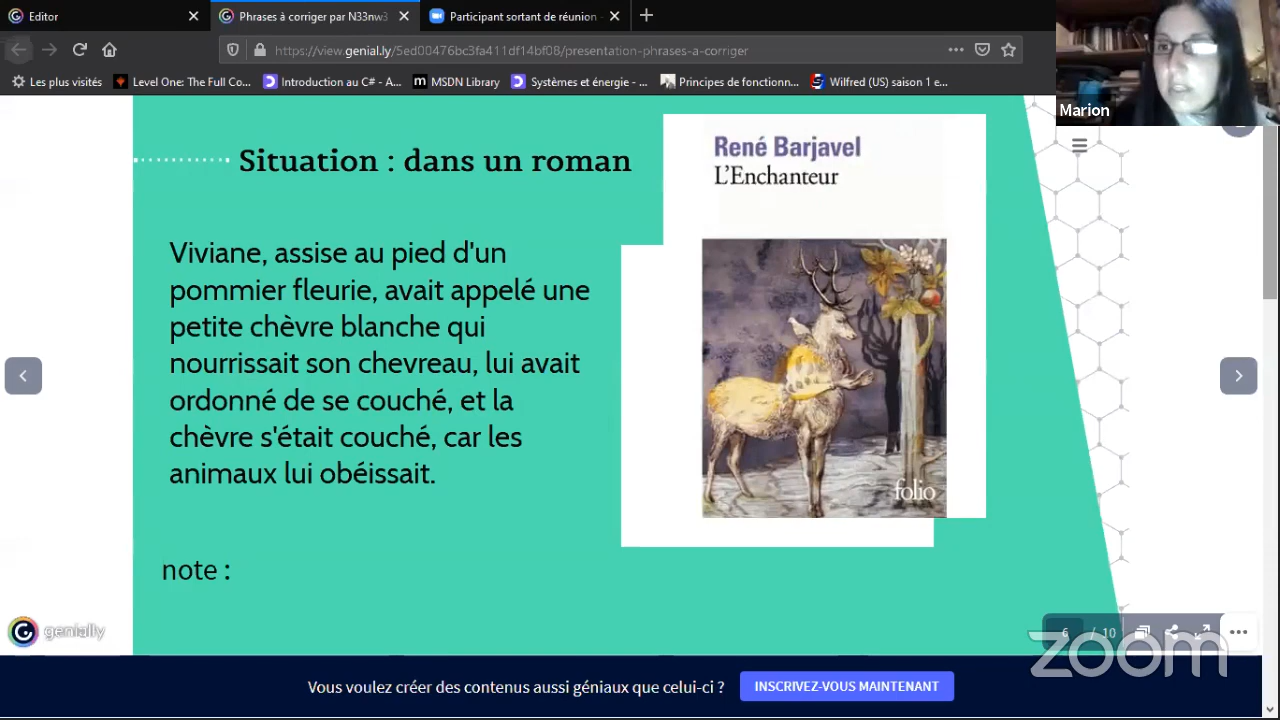 Editor
Phrases à corriger par N33nw3
Participant sortant de réunion -
https://view.genial.ly/5ed00476bc3fa411df14bf08/presentation-phrases-a-corriger
Les plus visités
Level One: The Full Co...
Introduction au C# - A...
MSDN Library
Systèmes et énergie - ...
Principes de fonctionn...
Wilfred (US) saison 1 e...
Marion
Situation : dans un roman
René Barjavel
L'Enchanteur
Viviane, assise au pied d'un
pommier fleurie, avait appelé une
petite chèvre blanche qui
nourrissait son chevreau, lui avait
ordonné de se couché, et la
chèvre s'était couché, car les
animaux lui obéissait.
folio
note :
genially
6 / 10
zoom
Vous voulez créer des contenus aussi géniaux que celui-ci ?
INSCRIVEZ-VOUS MAINTENANT